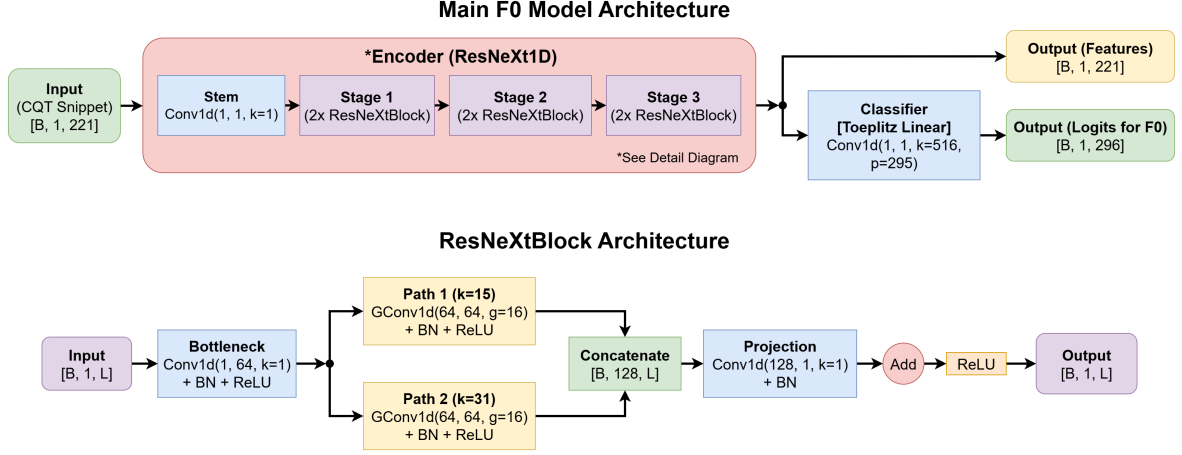 Main F0 Model Architecture
Input
(CQT Snippet)
[B, 1, 221]
*Encoder (ResNeXt1D)
Stem
Conv1d(1, 1, k=1)
Stage 1
(2x ResNeXtBlock)
Stage 2
(2x ResNeXtBlock)
Stage 3
(2x ResNeXtBlock)
*See Detail Diagram
Output (Features)
[B, 1, 221]
Classifier
[Toeplitz Linear]
Conv1d(1, 1, k=516,
p=295)
Output (Logits for F0)
[B, 1, 296]
ResNeXtBlock Architecture
Input
[B, 1, L]
Bottleneck
Conv1d(1, 64, k=1)
+ BN + ReLU
Path 1 (k=15)
GConv1d(64, 64, g=16)
+ BN + ReLU
Path 2 (k=31)
GConv1d(64, 64, g=16)
+ BN + ReLU
Concatenate
[B, 128, L]
Projection
Conv1d(128, 1, k=1)
+ BN
Add
ReLU
Output
[B, 1, L]